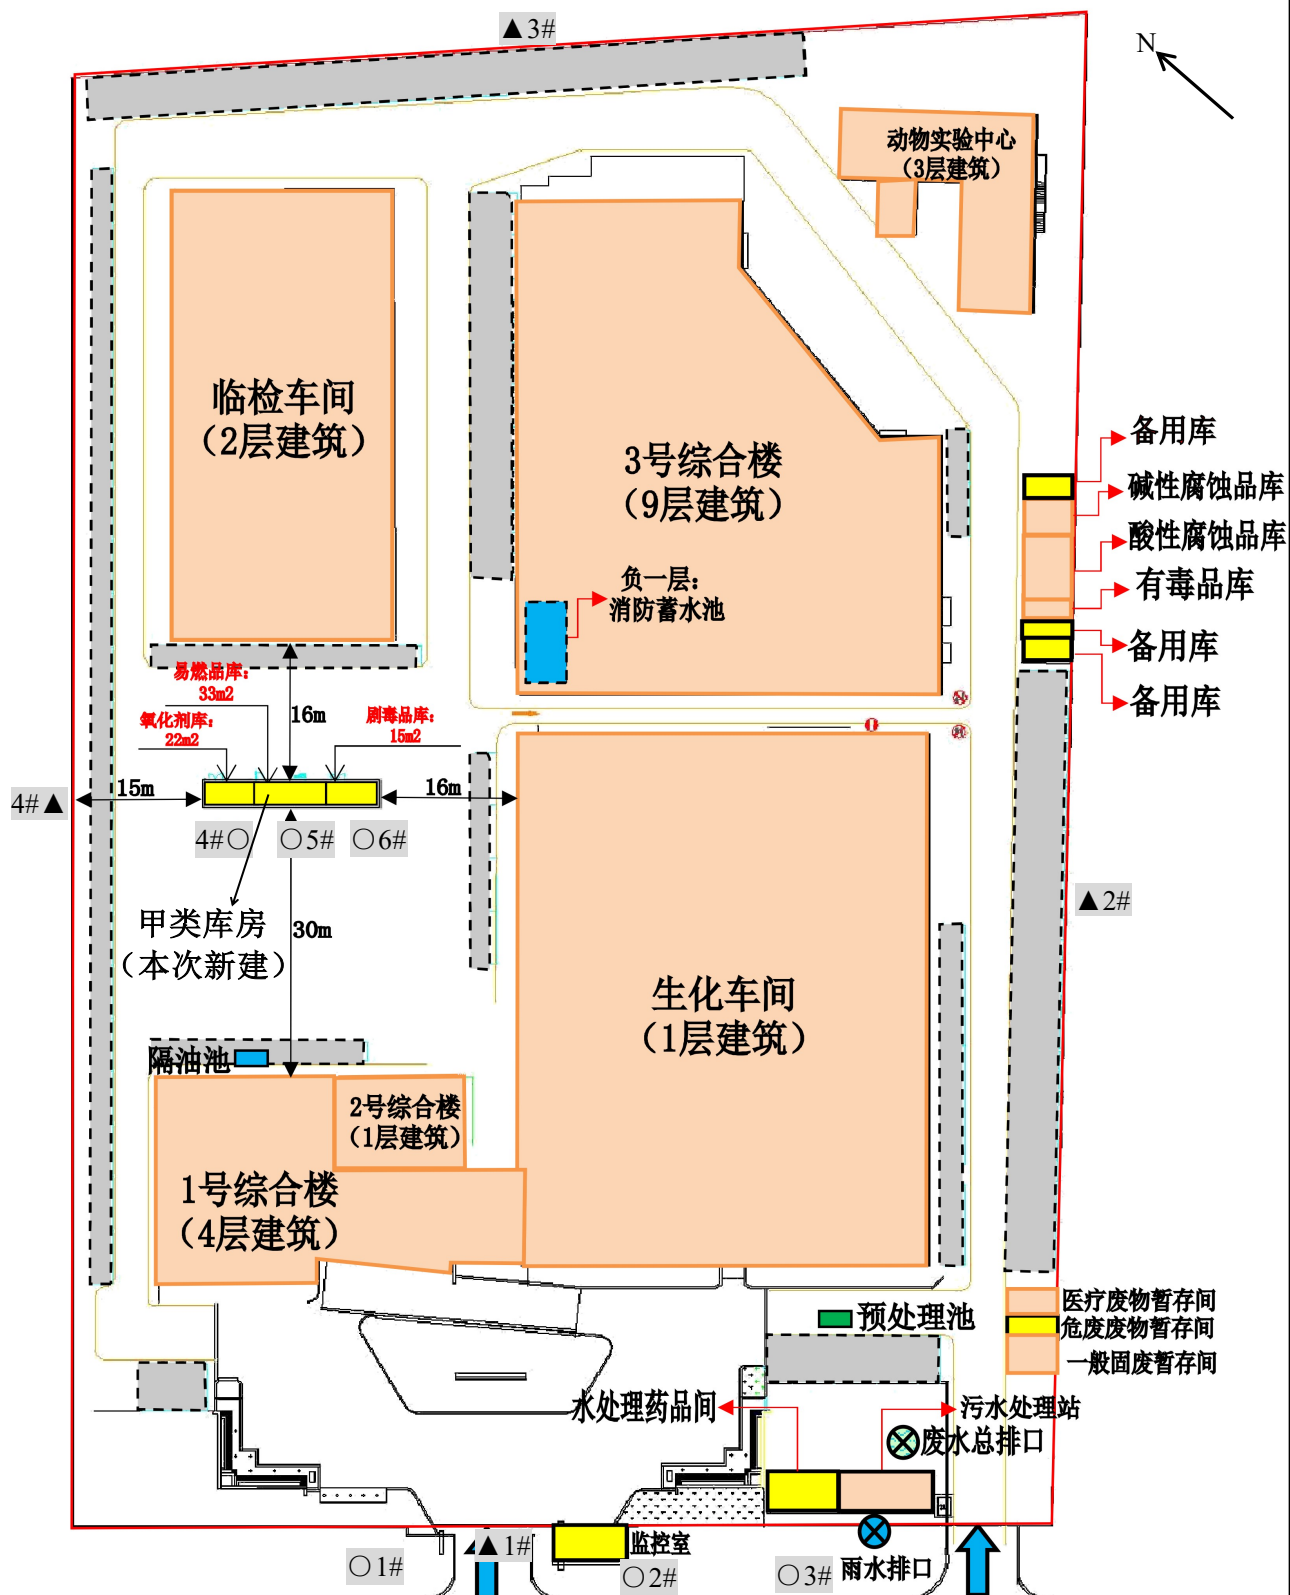 ▲3#
N
动物实验中心
（3层建筑）
临检车间
（2层建筑）
3号综合楼
（9层建筑）
负一层：
消防蓄水池
备用库
碱性腐蚀品库
酸性腐蚀品库
有毒品库
备用库
备用库
易燃品库：
33m2
氧化剂库：
22m2
剧毒品库：
15m2
16m
4#▲
15m
16m
4#○
○5#
○6#
甲类库房
（本次新建）
30m
▲2#
生化车间
（1层建筑）
隔油池
2号综合楼
（1层建筑）
1号综合楼
（4层建筑）
医疗废物暂存间
危废废物暂存间
一般固废暂存间
预处理池
水处理药品间
污水处理站
废水总排口
○1#
▲1#
监控室
○2#
○3#
雨水排口